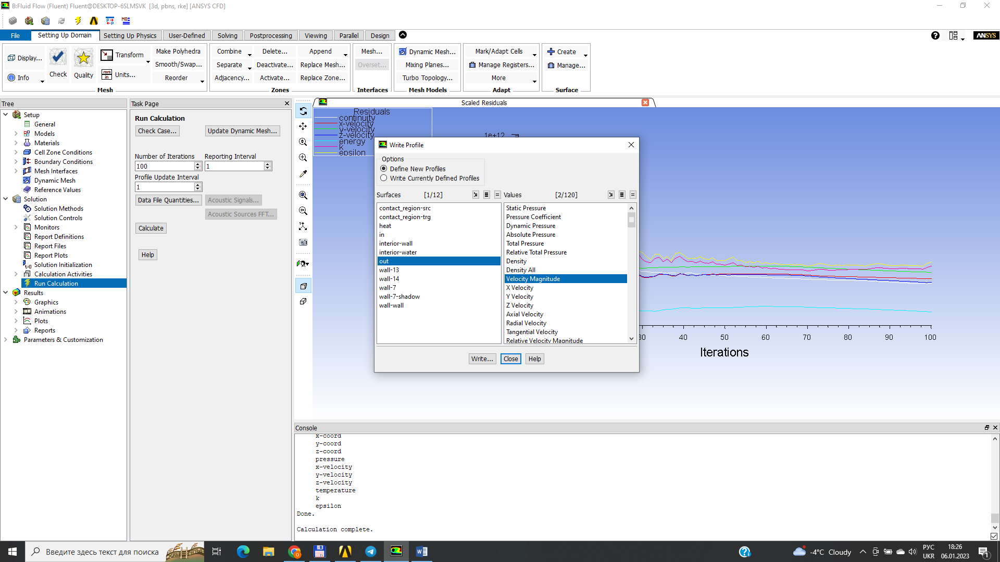 B:Fluid Flow (Fluent) Fluent@DESKTOP-6SLMSVK [3d, pbns, rke] [ANSYS CFD]
File
Setting Up Domain
Setting Up Physics
User-Defined
Solving
Postprocessing
Viewing
Parallel
Design
ANSYS
Display...
Info
Check
Quality
Transform
Units...
Make Polyhedra
Smooth/Swap...
Reorder
Mesh
Combine
Delete...
Append
Separate
Deactivate...
Replace Mesh...
Adjacency...
Activate...
Replace Zone...
Zones
Mesh...
Overset...
Interfaces
Dynamic Mesh...
Mixing Planes...
Turbo Topology...
Mesh Models
Mark/Adapt Cells
Manage Registers...
More
Adapt
Create
Manage...
Surface
Tree
Setup
General
Models
Materials
Cell Zone Conditions
Boundary Conditions
Mesh Interfaces
Dynamic Mesh
Reference Values
Solution
Solution Methods
Solution Controls
Monitors
Report Definitions
Report Files
Report Plots
Solution Initialization
Calculation Activities
Run Calculation
Results
Graphics
Animations
Plots
Reports
Parameters & Customization
Task Page
Run Calculation
Check Case...
Update Dynamic Mesh...
Number of Iterations
Reporting Interval
100
1
Profile Update Interval
1
Data File Quantities...
Acoustic Signals...
Acoustic Sources FFT...
Calculate
Help
Scaled Residuals
Residuals
continuity
x-velocity
y-velocity
z-velocity
energy
k
epsilon
1e+12
Write Profile
Options
Define New Profiles
Write Currently Defined Profiles
Surfaces [1/12]
contact_region-src
contact_region-trg
heat
in
interior-wall
interior-water
out
wall-13
wall-14
wall-7
wall-7-shadow
wall-wall
Values [2/120]
Static Pressure
Pressure Coefficient
Dynamic Pressure
Absolute Pressure
Total Pressure
Relative Total Pressure
Density
Density All
Velocity Magnitude
X Velocity
Y Velocity
Z Velocity
Axial Velocity
Radial Velocity
Tangential Velocity
Relative Velocity Magnitude
Write...
Close
Help
30 40 50 60 70 80 90 100
Iterations
Console
x-coord
y-coord
z-coord
pressure
x-velocity
y-velocity
z-velocity
temperature
k
epsilon
Done.
Calculation complete.
Введите здесь текст для поиска
-4°C Cloudy
РУС
UKR
18:26
06.01.2023
1